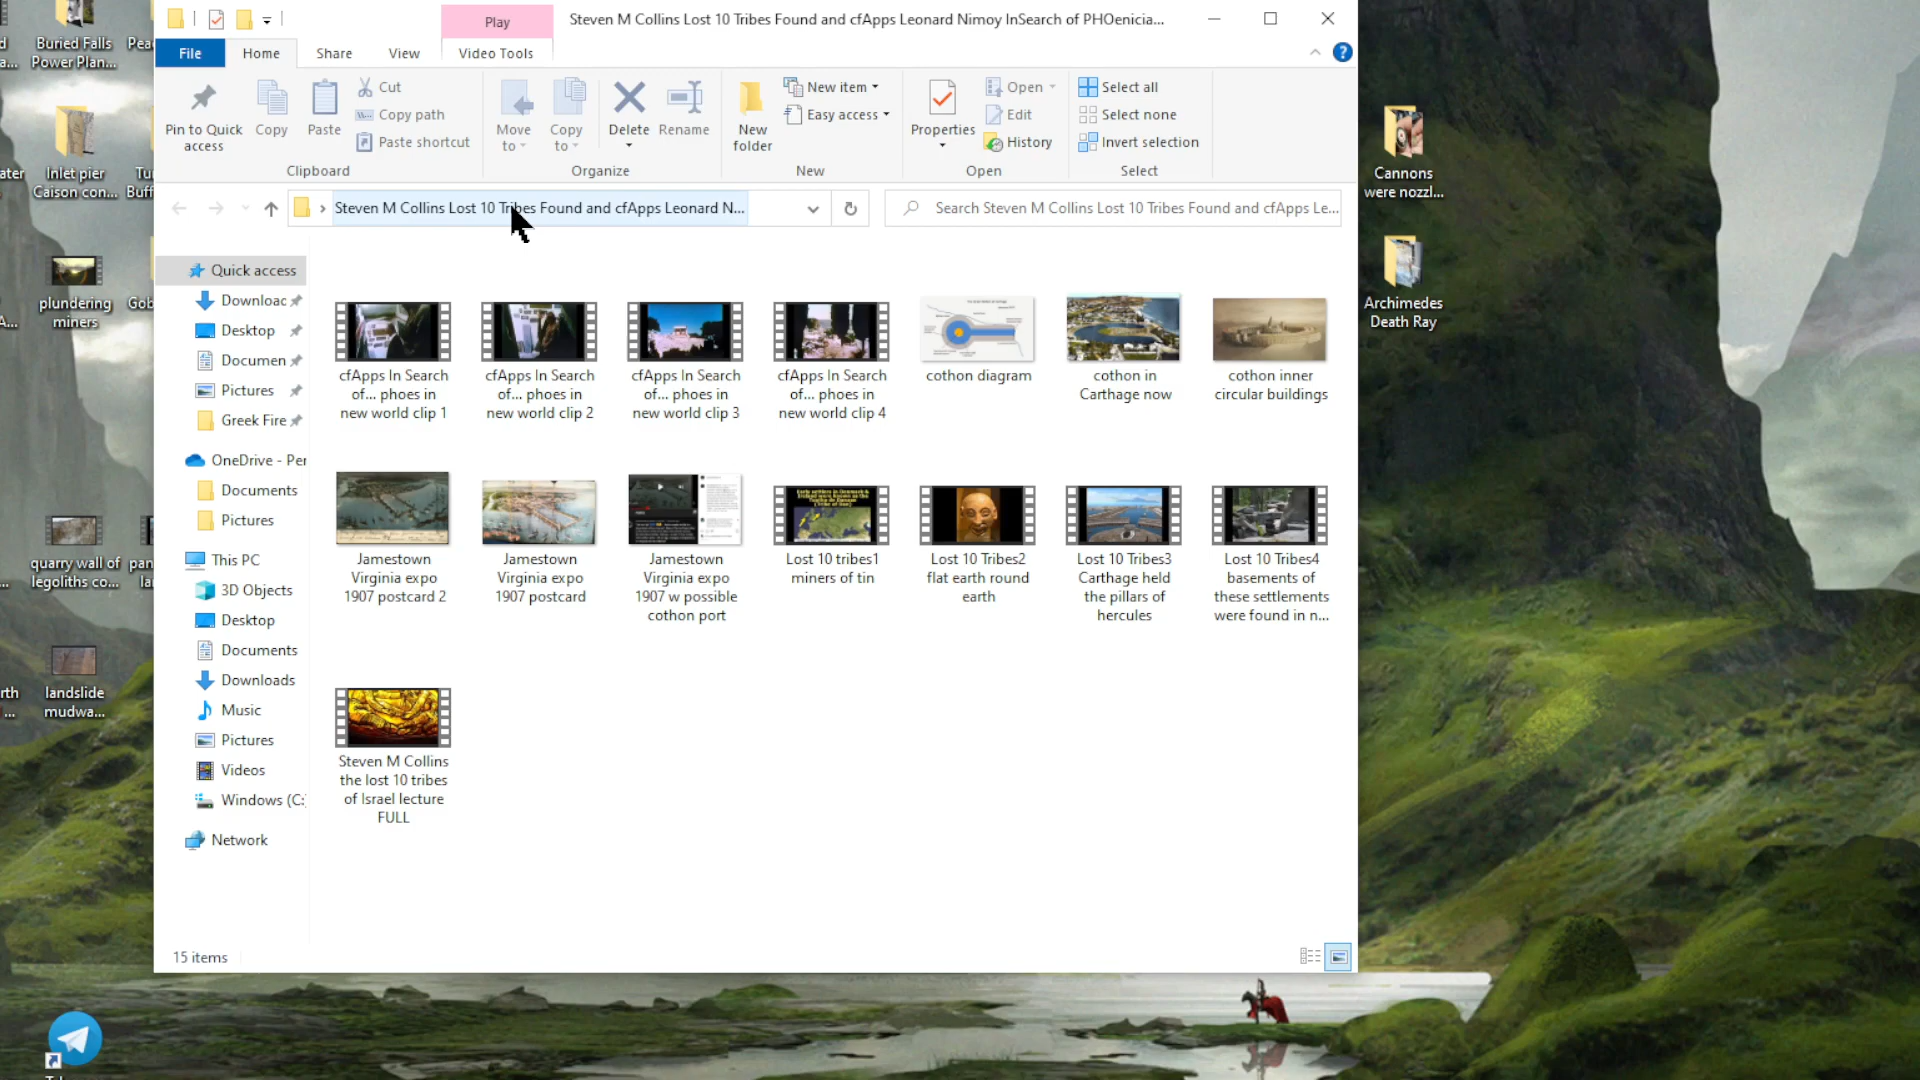 Play
Steven M Collins Lost 10 Tribes Found and cfApps Leonard Nimoy InSearch of PHOenicia...
File
Home
Share
View
Video Tools
Pin to Quick
access
Copy
Paste
Cut
Copy path
Paste shortcut
Clipboard
Move
to
Copy
to
Delete
Rename
Organize
New
folder
New item
Easy access
New
Properties
Open
Edit
History
Open
Select all
Select none
Invert selection
Select
Steven M Collins Lost 10 Tribes Found and cfApps Leonard N...
Search Steven M Collins Lost 10 Tribes Found and cfApps Le...
Quick access
Downloac
Desktop
Documen
Pictures
Greek Fire
OneDrive - Per
Documents
Pictures
This PC
3D Objects
Desktop
Documents
Downloads
Music
Pictures
Videos
Windows (C:
Network
cfApps In Search
of... phoes in
new world clip 1
cfApps In Search
of... phoes in
new world clip 2
cfApps In Search
of... phoes in
new world clip 3
cfApps In Search
of... phoes in
new world clip 4
cothon diagram
cothon in
Carthage now
cothon inner
circular buildings
Jamestown
Virginia expo
1907 postcard 2
Jamestown
Virginia expo
1907 postcard
Jamestown
Virginia expo
1907 w possible
cothon port
Lost 10 tribes1
miners of tin
Lost 10 Tribes2
flat earth round
earth
Lost 10 Tribes3
Carthage held
the pillars of
hercules
Lost 10 Tribes4
basements of
these settlements
were found in n...
Steven M Collins
the lost 10 tribes
of Israel lecture
FULL
15 items
Buried Falls
Power Plan...
Inlet pier
Caison con...
plundering
miners
quarry wall of
legoliths co...
landslide
mudwa...
Cannons
were nozzl...
Archimedes
Death Ray